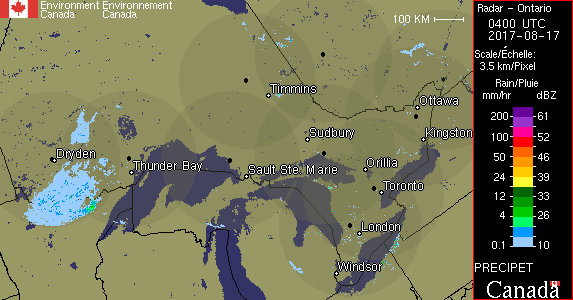 Environment Environnement
Canada Canada
100 KM
Timmins
Ottawa
Sudbury
Kingston
Dryden
Thunder Bay
Sault Ste. Marie
Orillia
Toronto
London
Windsor
Radar - Ontario
0400 UTC
2017-08-17
Scale/Échelle:
3.5 km/Pixel
Rain/Pluie
mm/hr dBZ
200 61
100 52
50 46
24 39
12 33
4 26
0.1 10
PRECIPET
Canada